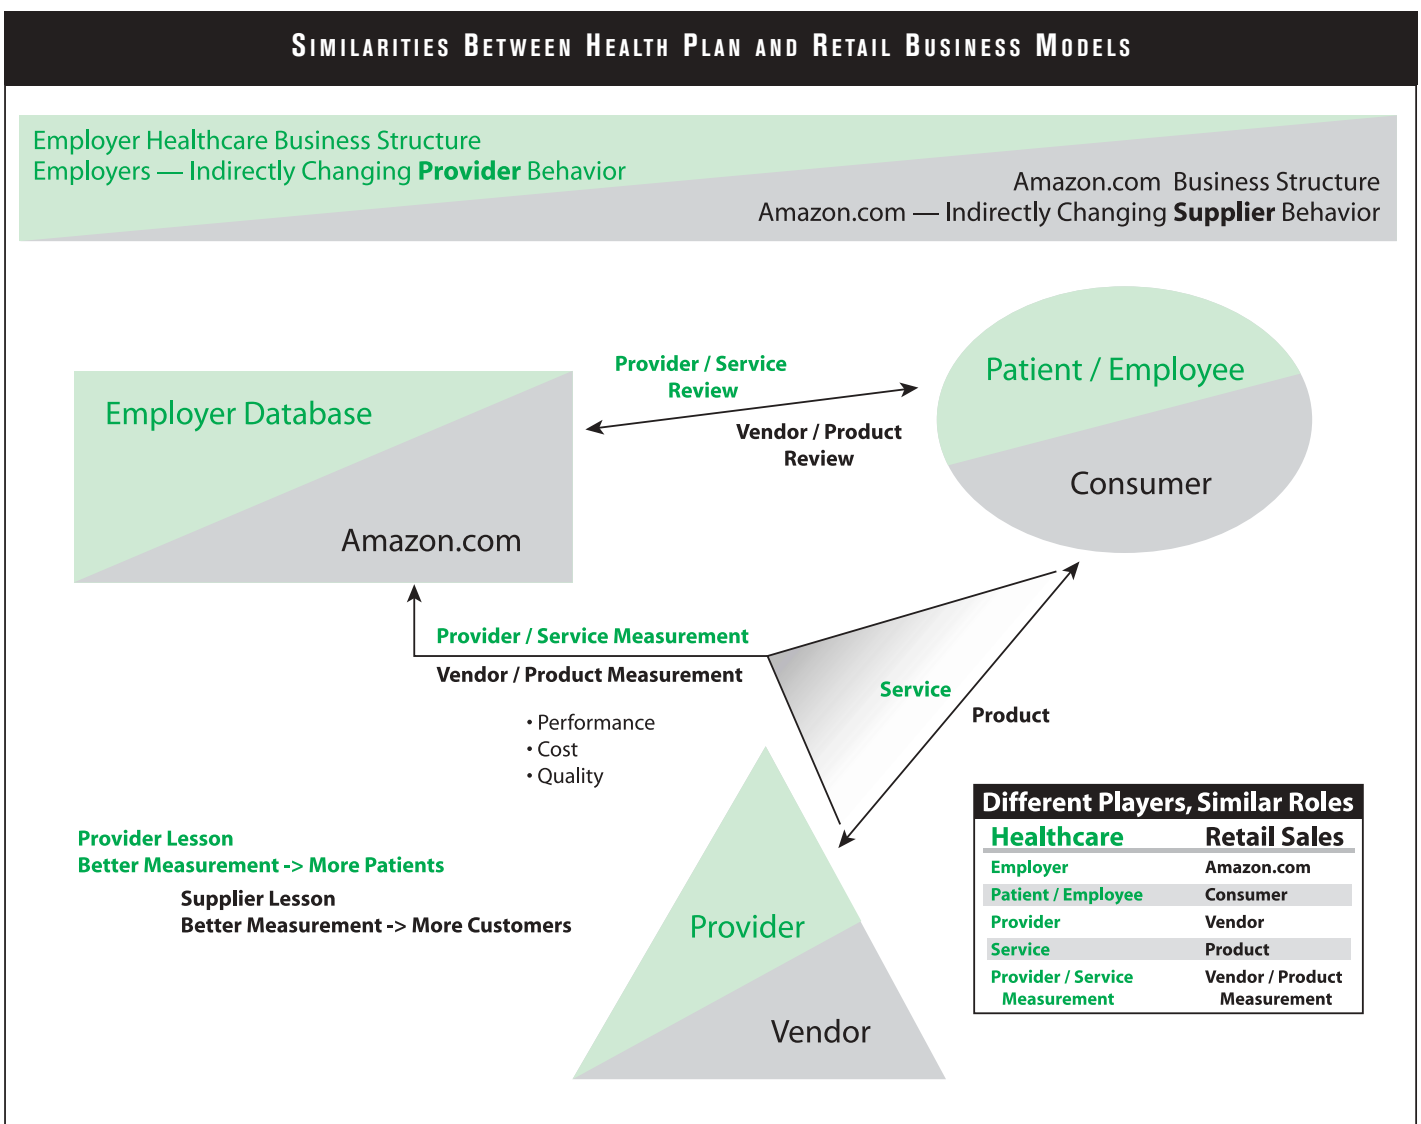 SIMILARITIES BETWEEN HEALTH PLAN AND RETAIL BUSINESS MODELS
Employer Healthcare Business Structure
Employers — Indirectly Changing Provider Behavior
Amazon.com Business Structure
Amazon.com — Indirectly Changing Supplier Behavior
Employer Database
Amazon.com
Provider / Service
Review
Vendor / Product
Review
Patient / Employee
Consumer
Provider / Service Measurement
Vendor / Product Measurement
• Performance
• Cost
• Quality
Service
Product
Provider Lesson
Better Measurement -> More Patients
Supplier Lesson
Better Measurement -> More Customers
Provider
Vendor
Different Players, Similar Roles
Healthcare Retail Sales
Employer Amazon.com
Patient / Employee Consumer
Provider Vendor
Service Product
Provider / Service Vendor / Product
Measurement Measurement